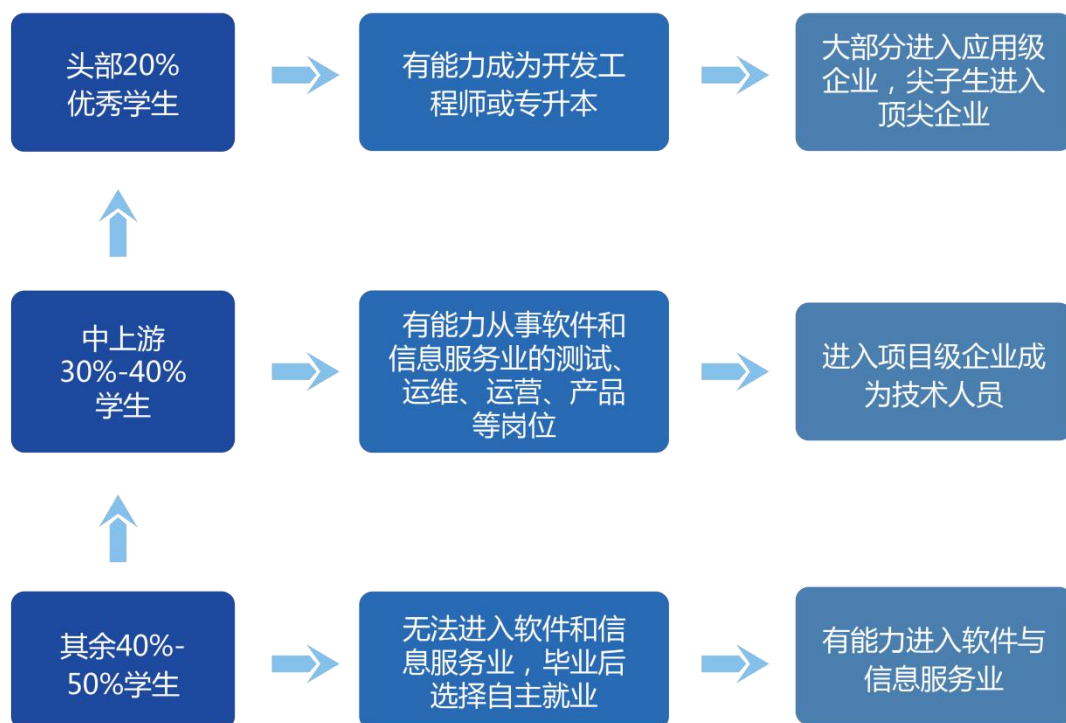 头部20%
优秀学生
有能力成为开发工
程师或专升本
大部分进入应用级
企业，尖子生进入
顶尖企业
中上游
30%-40%
学生
有能力从事软件和
信息服务业的测试、
运维、运营、产品
等岗位
进入项目级企业成
为技术人员
其余40%-
50%学生
无法进入软件和信
息服务业，毕业后
选择自主就业
有能力进入软件与
信息服务业